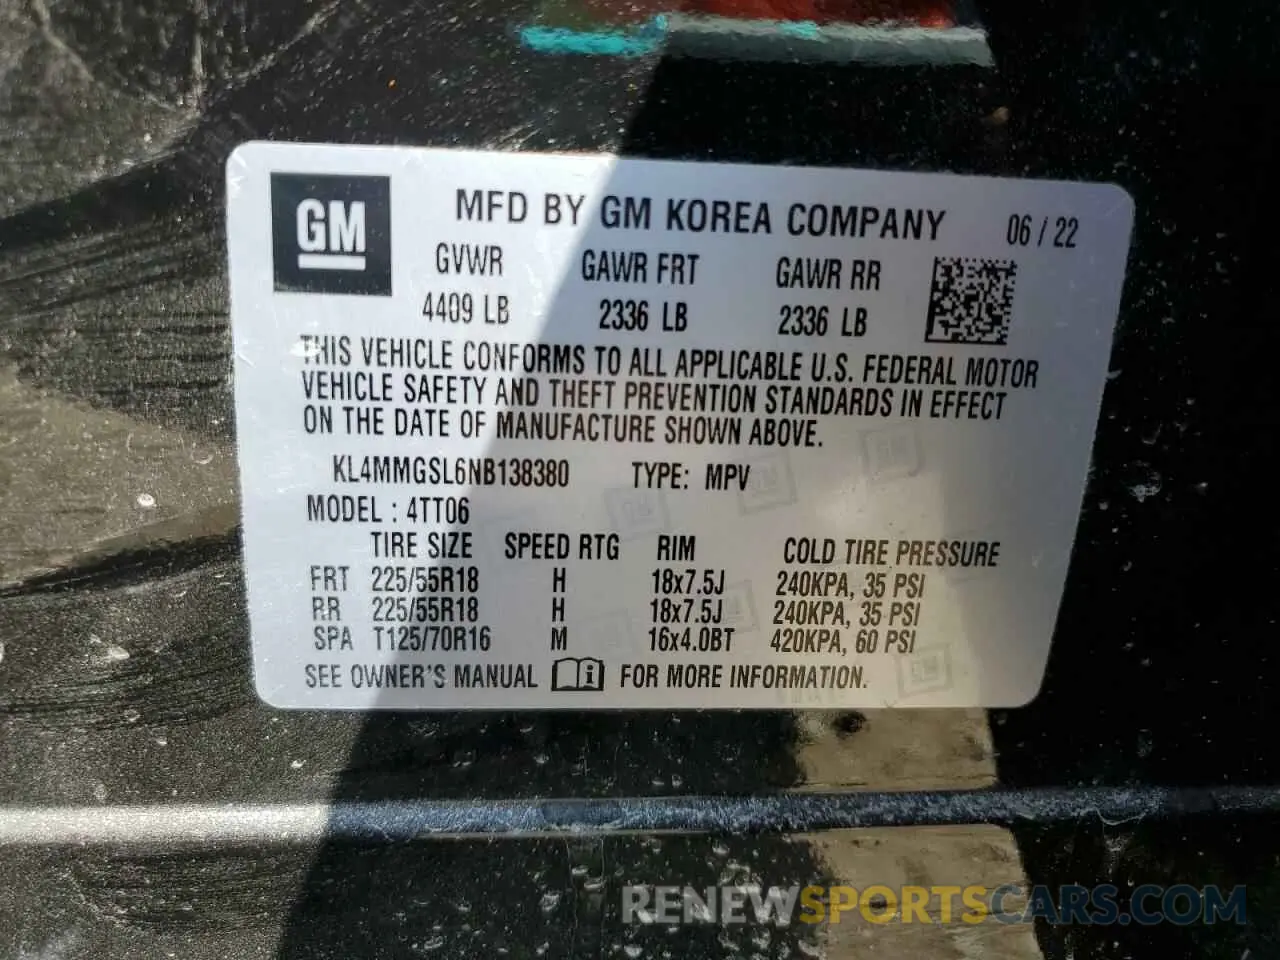 GM
MFD BY GM KOREA COMPANY 06 / 22
GVWR GAWR FRT GAWR RR
4409 LB 2336 LB 2336 LB
THIS VEHICLE CONFORMS TO ALL APPLICABLE U.S. FEDERAL MOTOR
VEHICLE SAFETY AND THEFT PREVENTION STANDARDS IN EFFECT
ON THE DATE OF MANUFACTURE SHOWN ABOVE.
KL4MMGSL6NB138380 TYPE: MPV
MODEL : 4TT06
TIRE SIZE SPEED RTG RIM COLD TIRE PRESSURE
FRT 225/55R18 H 18x7.5J 240KPA, 35 PSI
RR 225/55R18 H 18x7.5J 240KPA, 35 PSI
SPA T125/70R16 M 16x4.0BT 420KPA, 60 PSI
SEE OWNER'S MANUAL i FOR MORE INFORMATION.
RENEWSPORTSCARS.COM